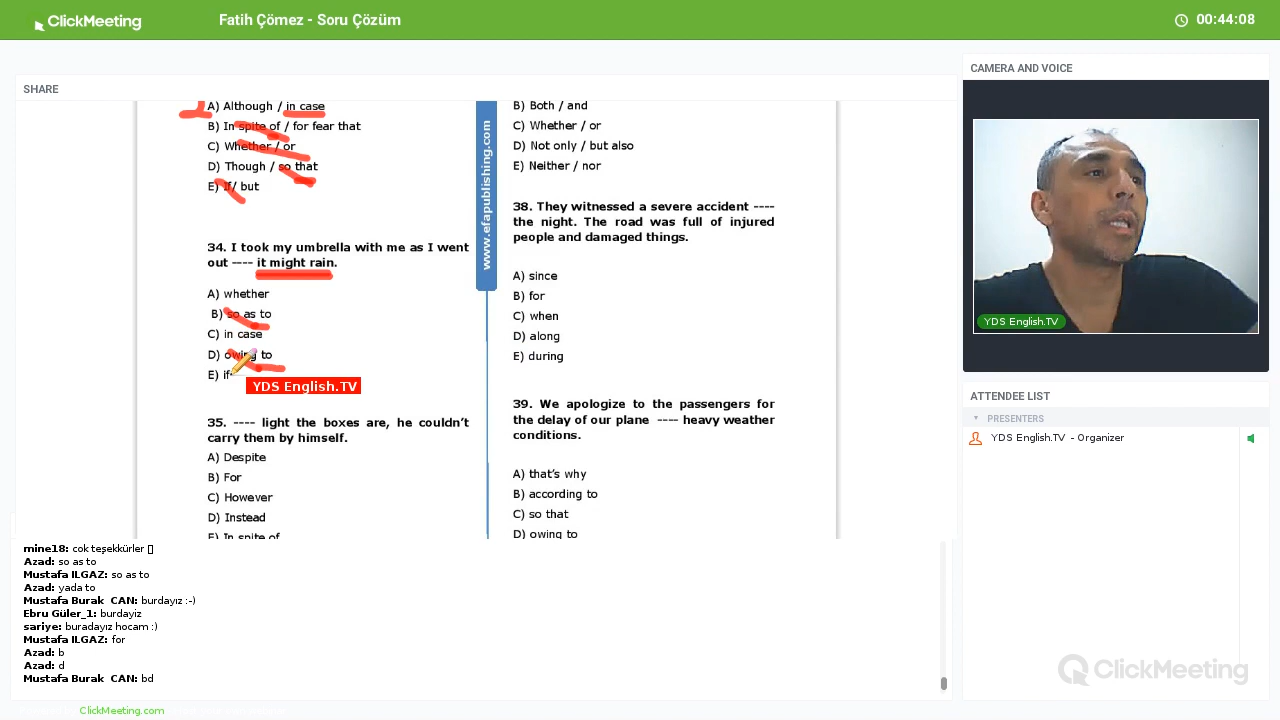 ClickMeeting
Fatih Çömez - Soru Çözüm
00:44:08
SHARE
A) Although / in case
B) In spite of / for fear that
C) Whether / or
D) Though / so that
E) If/ but
34. I took my umbrella with me as I went
out ---- it might rain.
A) whether
B) so as to
C) in case
D) owing to
E) if
YDS English.TV
35. ---- light the boxes are, he couldn't
carry them by himself.
A) Despite
B) For
C) However
D) Instead
E) In spite of
www.efapublishing.com
B) Both / and
C) Whether / or
D) Not only / but also
E) Neither / nor
38. They witnessed a severe accident ----
the night. The road was full of injured
people and damaged things.
A) since
B) for
C) when
D) along
E) during
39. We apologize to the passengers for
the delay of our plane ---- heavy weather
conditions.
A) that's why
B) according to
C) so that
D) owing to
CAMERA AND VOICE
YDS English.TV
ATTENDEE LIST
PRESENTERS
YDS English.TV - Organizer
mine18: cok teşekkürler []
Azad: so as to
Mustafa ILGAZ: so as to
Azad: yada to
Mustafa Burak CAN: burdayız :-)
Ebru Güler_1: burdayiz
sariye: buradayız hocam :)
Mustafa ILGAZ: for
Azad: b
Azad: d
Mustafa Burak CAN: bd
ClickMeeting.com
ClickMeeting